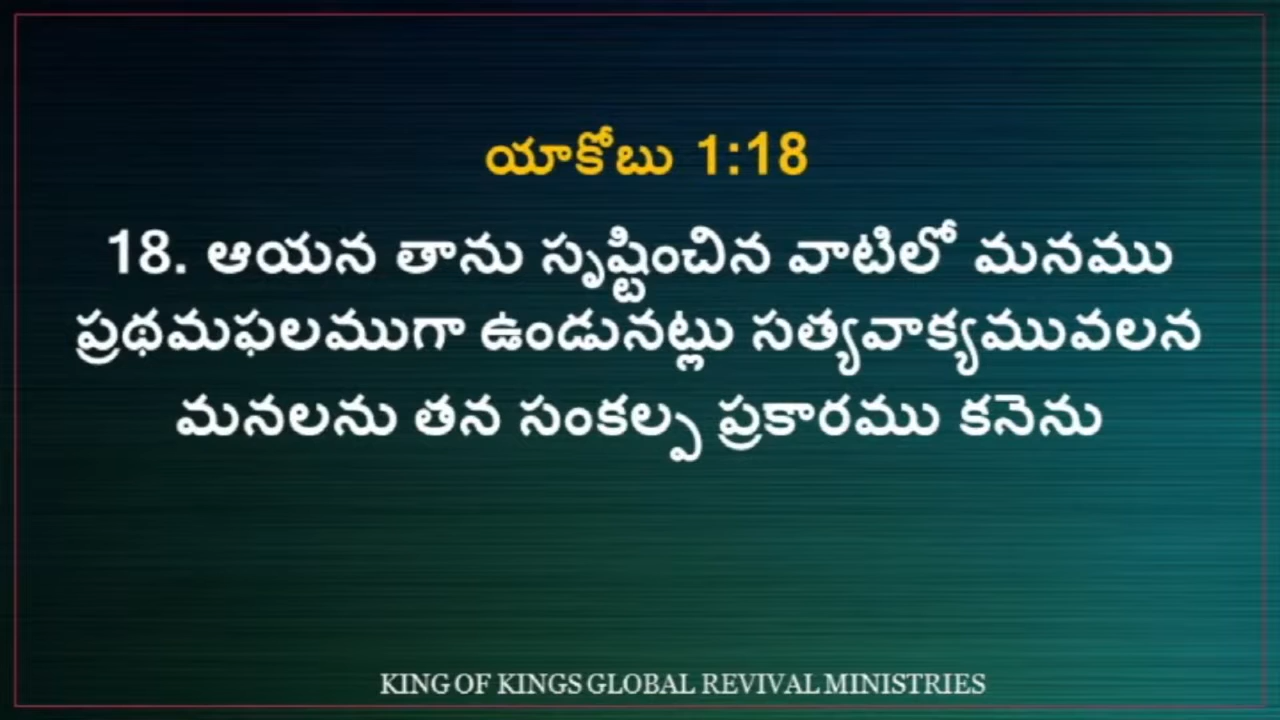 యాకోబు 1:18
18. ఆయన తాను సృష్టించిన వాటిలో మనము
ప్రథమఫలముగా ఉండునట్లు సత్యవాక్యమువలన
మనలను తన సంకల్ప ప్రకారము కనెను
KING OF KINGS GLOBAL REVIVAL MINISTRIES